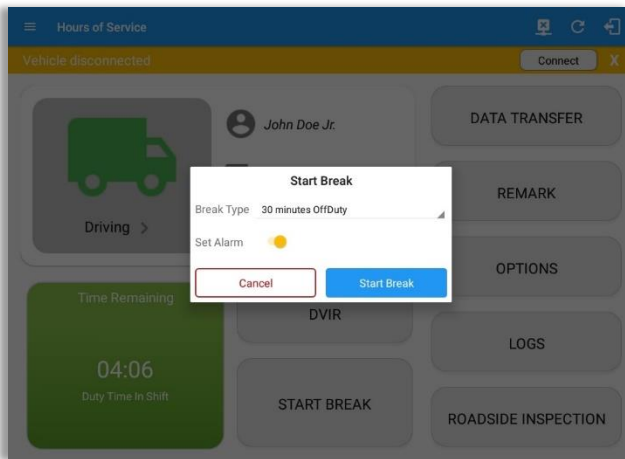 Hours of Service
Vehicle disconnected
Connect X
John Doe Jr.
Driving >
DATA TRANSFER
REMARK
OPTIONS
LOGS
ROADSIDE INSPECTION
Start Break
Break Type 30 minutes OffDuty
Set Alarm
Cancel Start Break
Time Remaining
04:06
Duty Time In Shift
DVIR
START BREAK